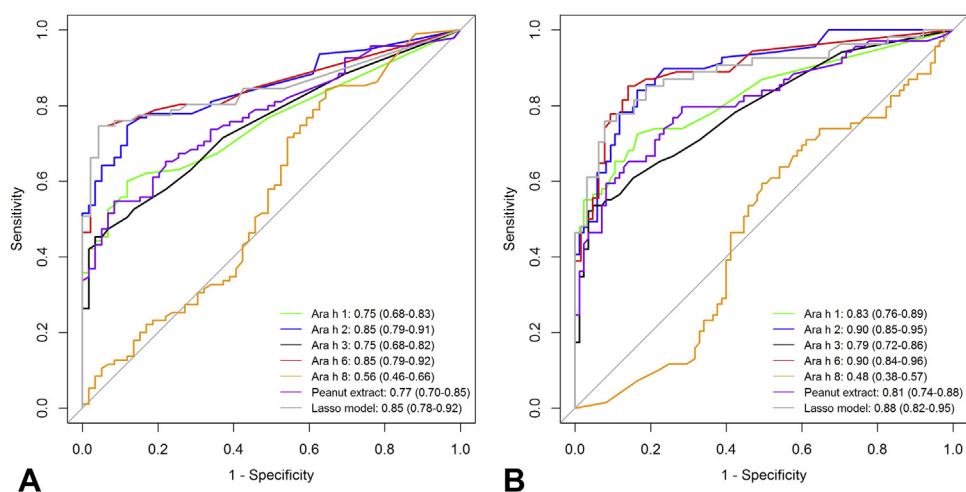 1.0
0.8
0.6
0.4
0.2
0.0
Sensitivity
Ara h 1: 0.75 (0.68-0.83)
Ara h 2: 0.85 (0.79-0.91)
Ara h 3: 0.75 (0.68-0.82)
Ara h 6: 0.85 (0.79-0.92)
Ara h 8: 0.56 (0.46-0.66)
Peanut extract: 0.77 (0.70-0.85)
Lasso model: 0.85 (0.78-0.92)
0.0 0.2 0.4 0.6 0.8 1.0
1 - Specificity
A
1.0
0.8
0.6
0.4
0.2
0.0
Sensitivity
Ara h 1: 0.83 (0.76-0.89)
Ara h 2: 0.90 (0.85-0.95)
Ara h 3: 0.79 (0.72-0.86)
Ara h 6: 0.90 (0.84-0.96)
Ara h 8: 0.48 (0.38-0.57)
Peanut extract: 0.81 (0.74-0.88)
Lasso model: 0.88 (0.82-0.95)
0.0 0.2 0.4 0.6 0.8 1.0
1 - Specificity
B